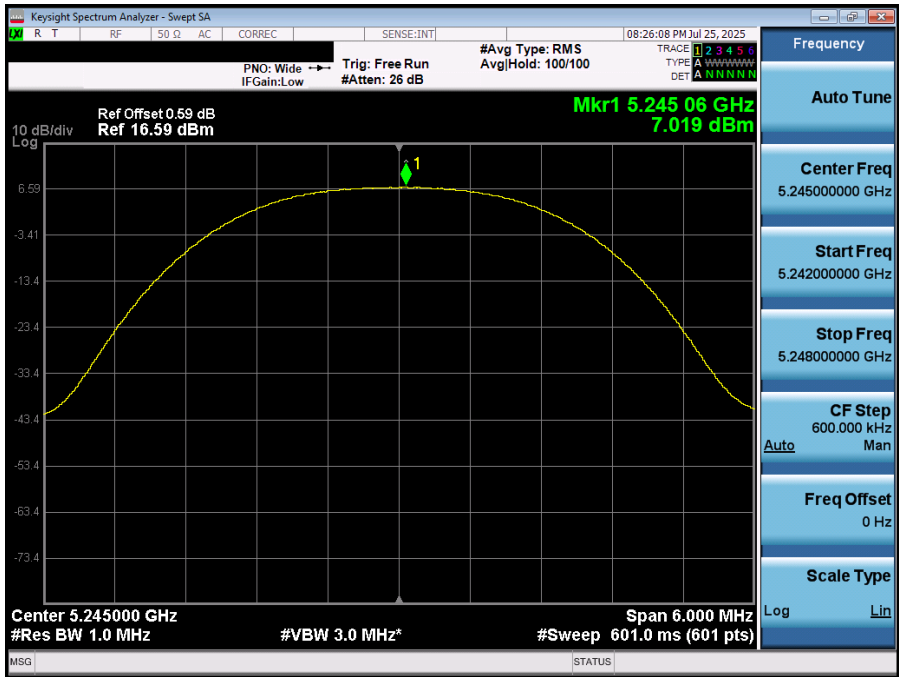 Keysight Spectrum Analyzer - Swept SA
LXI R T RF 50 Ω AC CORREC SENSE:INT 08:26:08 PM Jul 25, 2025
PNO: Wide
IFGain:Low
Trig: Free Run
#Atten: 26 dB
#Avg Type: RMS
Avg|Hold: 100/100
TRACE 1 2 3 4 5 6
TYPE A WWWWW
DET A N N N N N
Ref Offset 0.59 dB
Ref 16.59 dBm
10 dB/div
Log
Mkr1 5.245 06 GHz
7.019 dBm
1
6.59
-3.41
-13.4
-23.4
-33.4
-43.4
-53.4
-63.4
-73.4
Center 5.245000 GHz
Span 6.000 MHz
#Res BW 1.0 MHz
#VBW 3.0 MHz*
#Sweep 601.0 ms (601 pts)
MSG
STATUS
Frequency
Auto Tune
Center Freq
5.245000000 GHz
Start Freq
5.242000000 GHz
Stop Freq
5.248000000 GHz
CF Step
600.000 kHz
Auto Man
Freq Offset
0 Hz
Scale Type
Log Lin